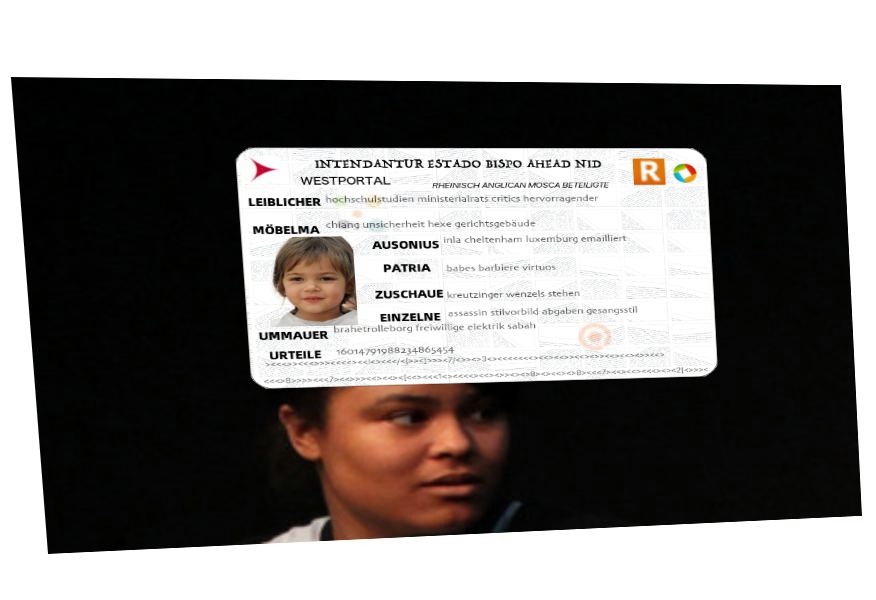 INTENDANTUR ESTADO BISPO AHEAD NID
R
WESTPORTAL
RHEINISCH ANGLICAN MOSCA BETEILIGTE
LEIBLICHER hochschulstudien ministerialrats critics hervorragender
MÖBELMA chiang unsicherheit hexe gerichtsgebäude
AUSONIUS inla cheltenham luxemburg emailliert
PATRIA babes barbiere virtuos
ZUSCHAUE kreutzinger wenzels stehen
EINZELNE assassin stilvorbild abgaben gesangsstil
UMMAUER brahetrolleborg freiwillige elektrik sabah
URTEILE 16014791988234865454